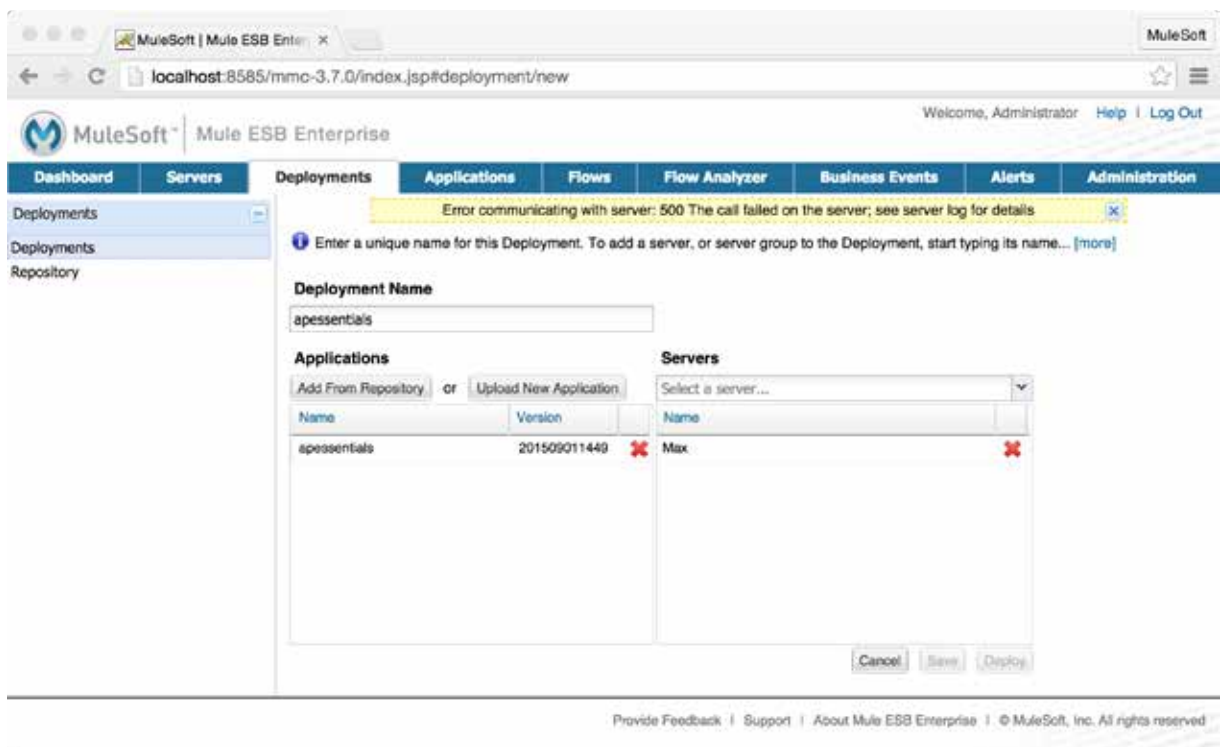 MuleSoft | Mule ESB Enter
MuleSoft
localhost:8585/mmc-3.7.0/index.jsp#deployment/new
Welcome, Administrator Help | Log Out
MuleSoft™ | Mule ESB Enterprise
Dashboard Servers Deployments Applications Flows Flow Analyzer Business Events Alerts Administration
Deployments
Error communicating with server: 500 The call failed on the server; see server log for details
Enter a unique name for this Deployment. To add a server, or server group to the Deployment, start typing its name... [more]
Deployments
Repository
Deployment Name
apessentials
Applications Servers
Add From Repository or Upload New Application Select a server...
Name Version Name
apessentials 201509011449 Max
Cancel Save Deploy
Provide Feedback | Support | About Mule ESB Enterprise | © MuleSoft, Inc. All rights reserved